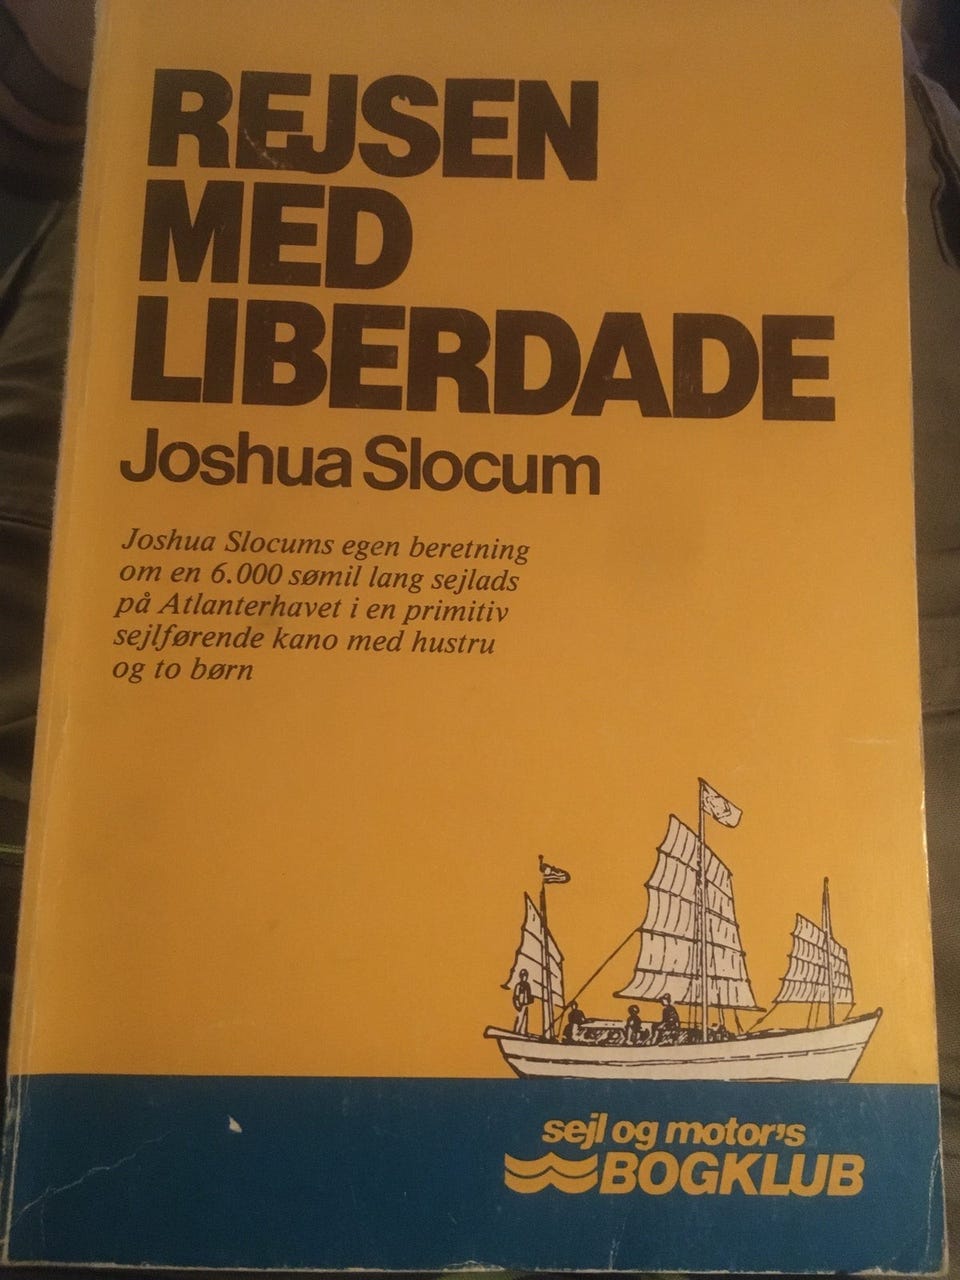 REJSEN
MED
LIBERDADE
Joshua Slocum
Joshua Slocums egen beretning
om en 6.000 sømil lang sejlads
på Atlanterhavet i en primitiv
sejlførende kano med hustru
og to børn
sejl og motor's
BOGKLUB